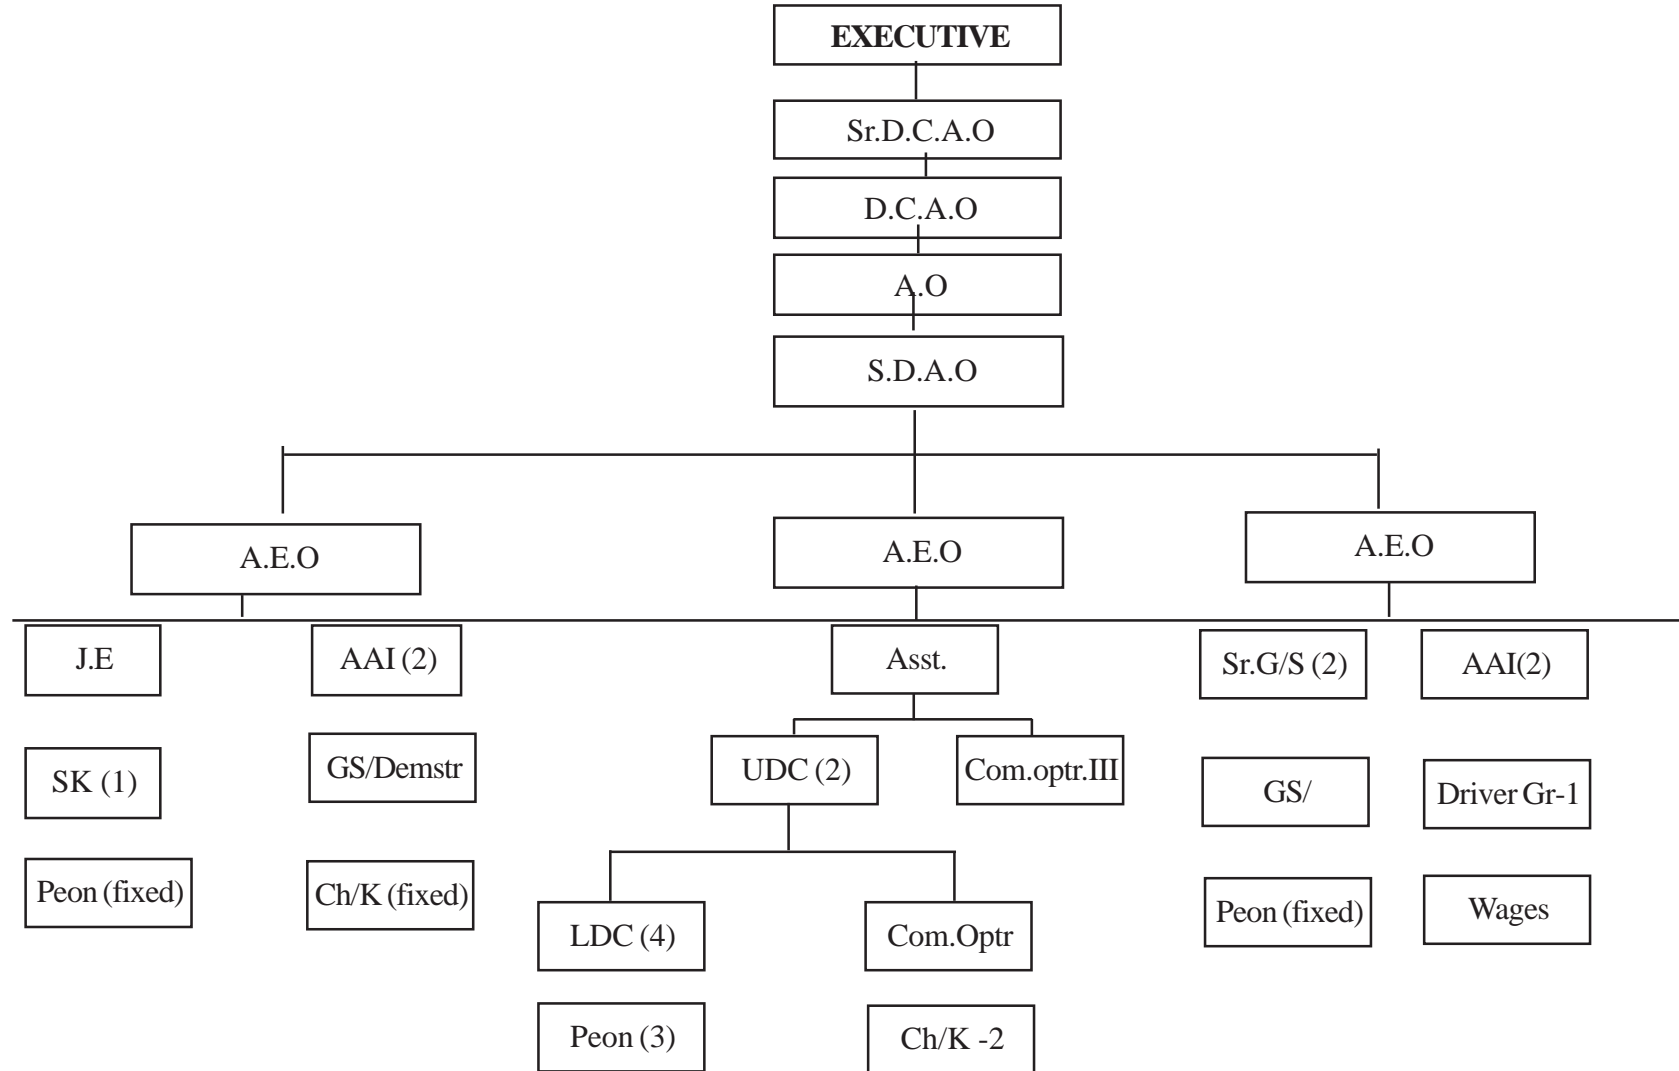 EXECUTIVE
Sr.D.C.A.O
D.C.A.O
A.O
S.D.A.O
A.E.O
A.E.O
A.E.O
J.E
AAI (2)
Asst.
Sr.G/S (2)
AAI(2)
SK (1)
GS/Demstr
UDC (2)
Com.optr.III
GS/
Driver Gr-1
Peon (fixed)
Ch/K (fixed)
LDC (4)
Com.Optr
Peon (fixed)
Wages
Peon (3)
Ch/K -2